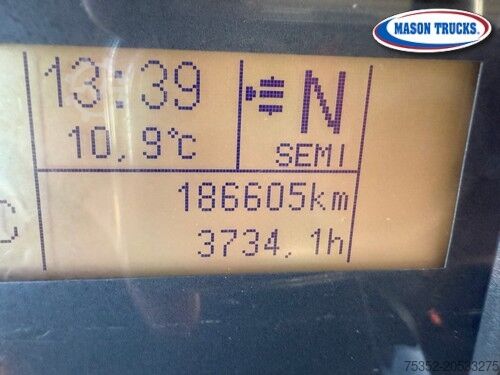 MASON TRUCKS.
13:39
N
10,9°C
SEMI
186605km
C
3734,1h
75352-20533275